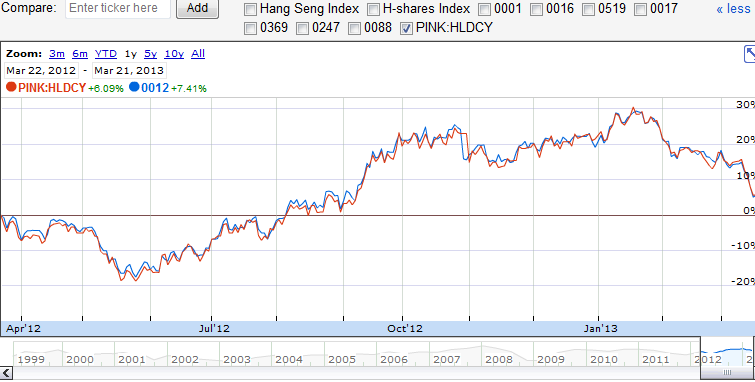 Compare: Enter ticker here Add Hang Seng Index H-shares Index 0001 0016 0519 0017 « less
0369 0247 0088 PINK:HLDCY
Zoom: 3m 6m YTD 1y 5y 10y All
Mar 22, 2012 - Mar 21, 2013
PINK:HLDCY +6.09% 0012 +7.41%
30%
20%
10%
0%
-10%
-20%
Apr'12 Jul'12 Oct'12 Jan'13
1999 2000 2001 2002 2003 2004 2005 2006 2007 2008 2009 2010 2011 2012